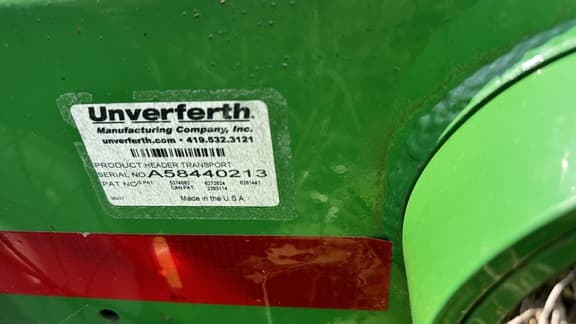 Unverferth
Manufacturing Company, Inc.
unverferth.com • 419.532.3121
PRODUCT HEADER TRANSPORT
SERIAL NO. A58440213
PAT NO
Made in the U.S.A.